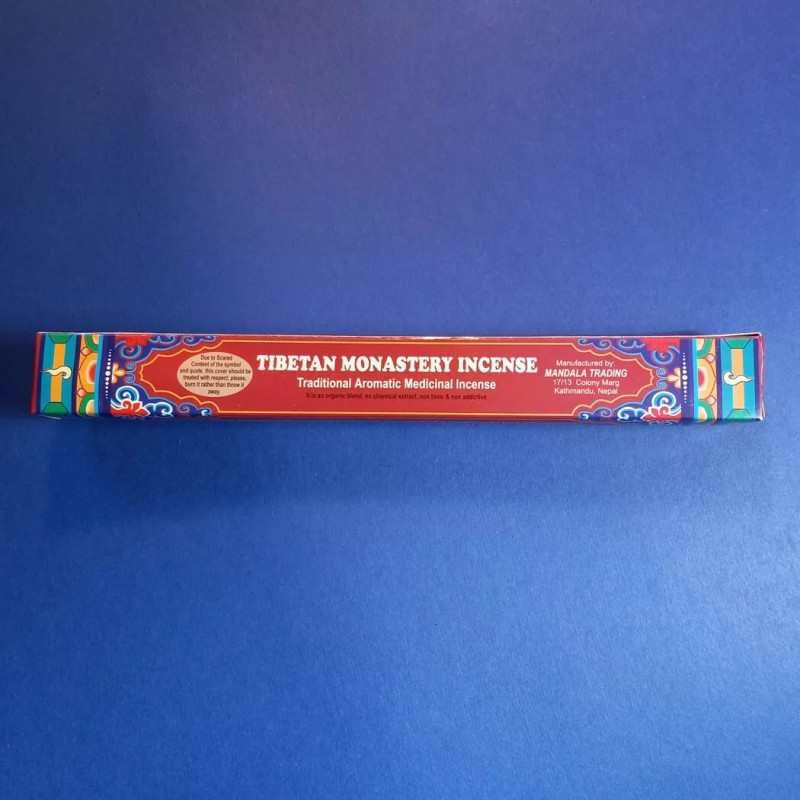 Due to Scared
Content of the symbol
and quote, this cover should be
treated with respect, please,
burn it rather than throw it
away.
TIBETAN MONASTERY INCENSE
Traditional Aromatic Medicinal Incense
It is an organic blend, no chemical extract, non toxic & non addictive
Manufactured by:
MANDALA TRADING
17/13 Colony Marg
Kathmandu, Nepal